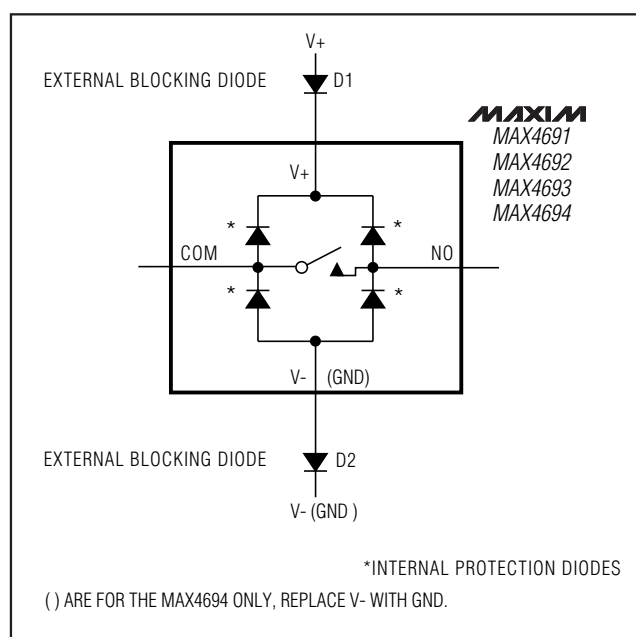 V+
EXTERNAL BLOCKING DIODE
D1
MAXIM
MAX4691
MAX4692
MAX4693
MAX4694
V+
* *
COM
NO
* *
V- (GND)
EXTERNAL BLOCKING DIODE
D2
V- (GND )
*INTERNAL PROTECTION DIODES
( ) ARE FOR THE MAX4694 ONLY, REPLACE V- WITH GND.